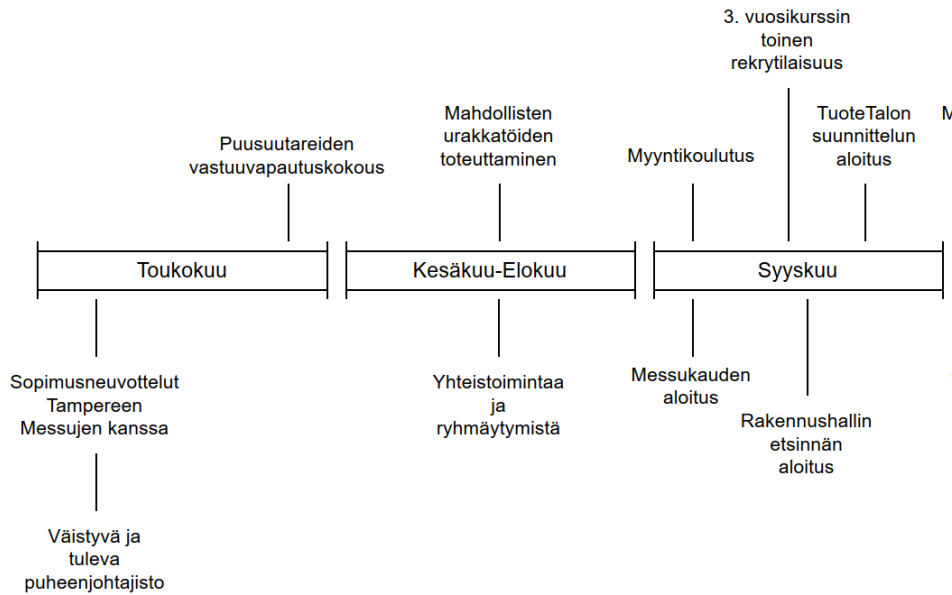 3. vuosikurssin
toinen
rekrytilaisuus
Puusuutareiden
vastuuvapautuskokous
Mahdollisten
urakkatöiden
toteuttaminen
Myyntikoulutus
TuoteTalon
suunnittelun
aloitus
M
Toukokuu
Kesäkuu-Elokuu
Syyskuu
Sopimusneuvottelut
Tampereen
Messujen kanssa
Yhteistoimintaa
ja
ryhmäytymistä
Messukauden
aloitus
Rakennushallin
etsinnän
aloitus
Väistyvä ja
tuleva
puheenjohtajisto